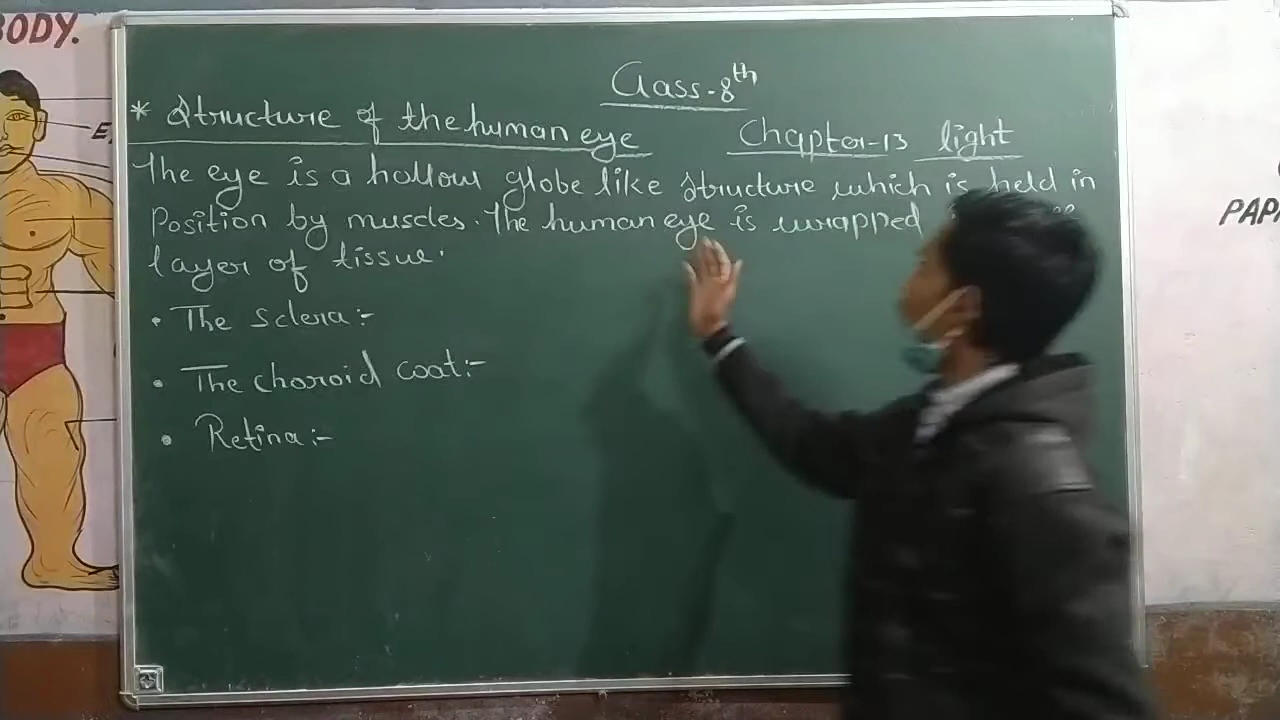 BODY.
Class-8th
* Structure of the human eye
Chapter-13 light
The eye is a hollow globe like structure which is held in
Position by muscles. The human eye is wrapped
layer of tissue.
• The Sclera:-
• The choroid coat:-
• Retina:-
PAP